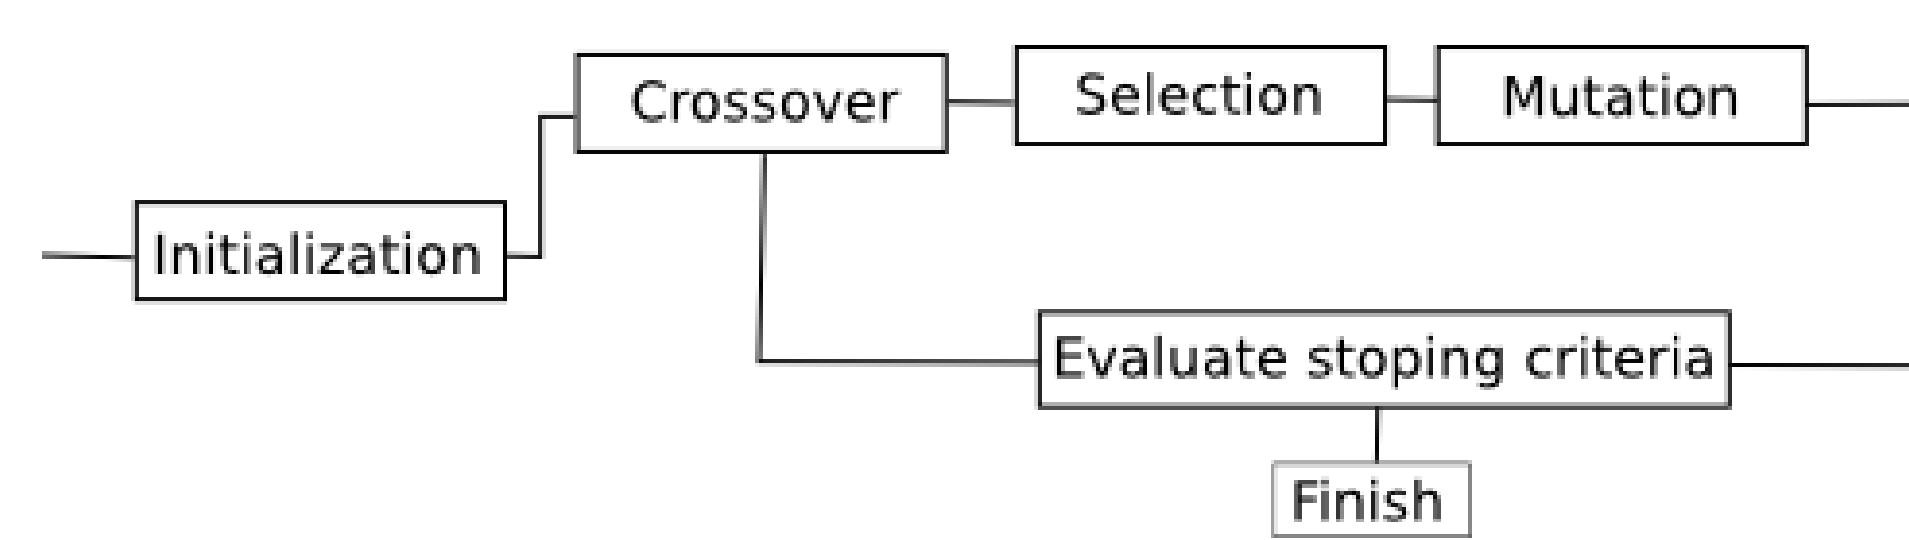 Crossover
Selection
Mutation
Initialization
Evaluate stoping criteria
Finish